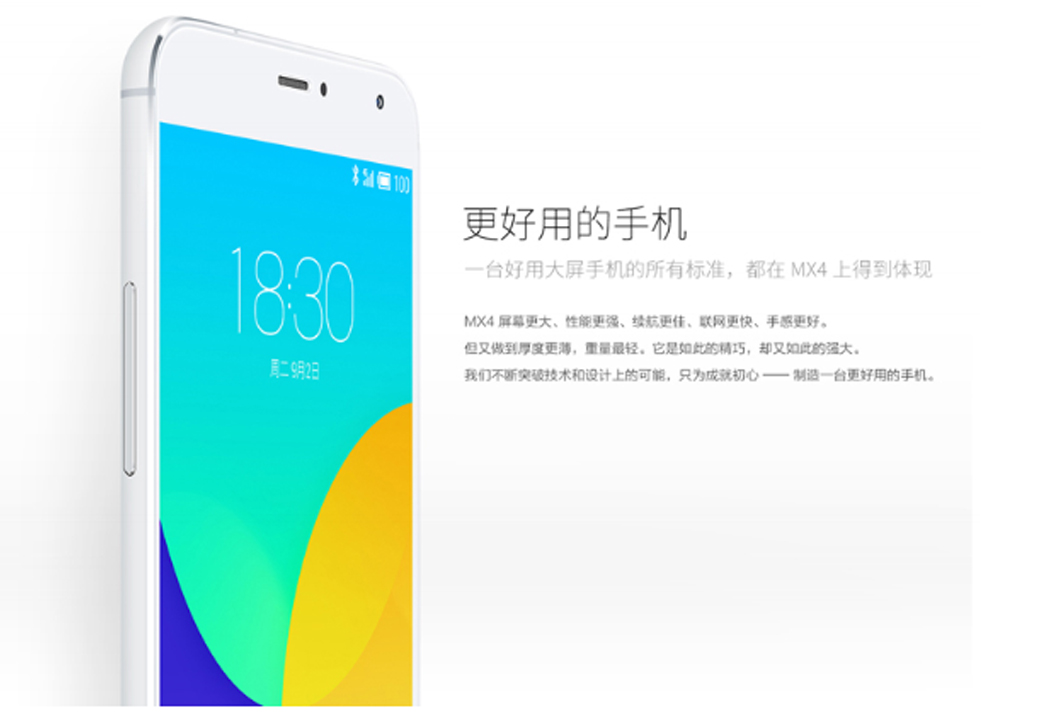 100
18:30
周二 9月2日
更好用的手机
一台好用大屏手机的所有标准，都在 MX4 上得到体现
MX4 屏幕更大、性能更强、续航更佳、联网更快、手感更好。
但又做到厚度更薄，重量最轻。它是如此的精巧，却又如此的强大。
我们不断突破技术和设计上的可能，只为成就初心 —— 制造一台更好用的手机。